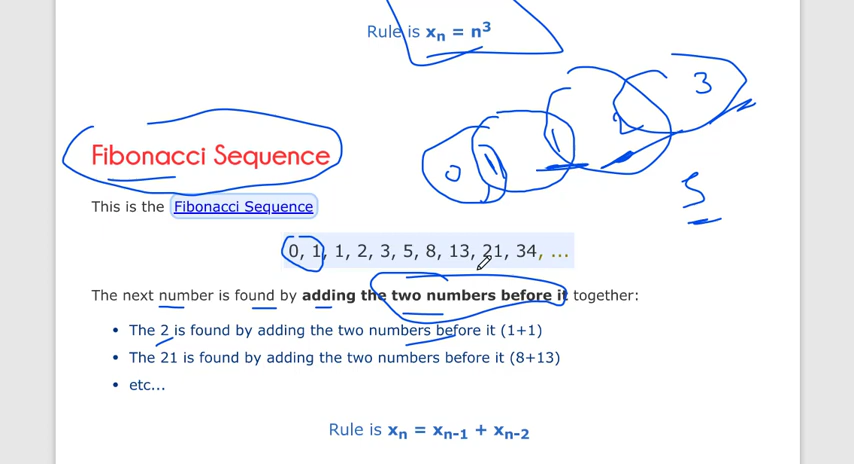 Rule is xₙ = n³
3
2
1
1
0
Fibonacci Sequence
5
This is the Fibonacci Sequence
0, 1, 1, 2, 3, 5, 8, 13, 21, 34, ...
The next number is found by adding the two numbers before it together:
• The 2 is found by adding the two numbers before it (1+1)
• The 21 is found by adding the two numbers before it (8+13)
• etc...
Rule is xₙ = xₙ₋₁ + xₙ₋₂